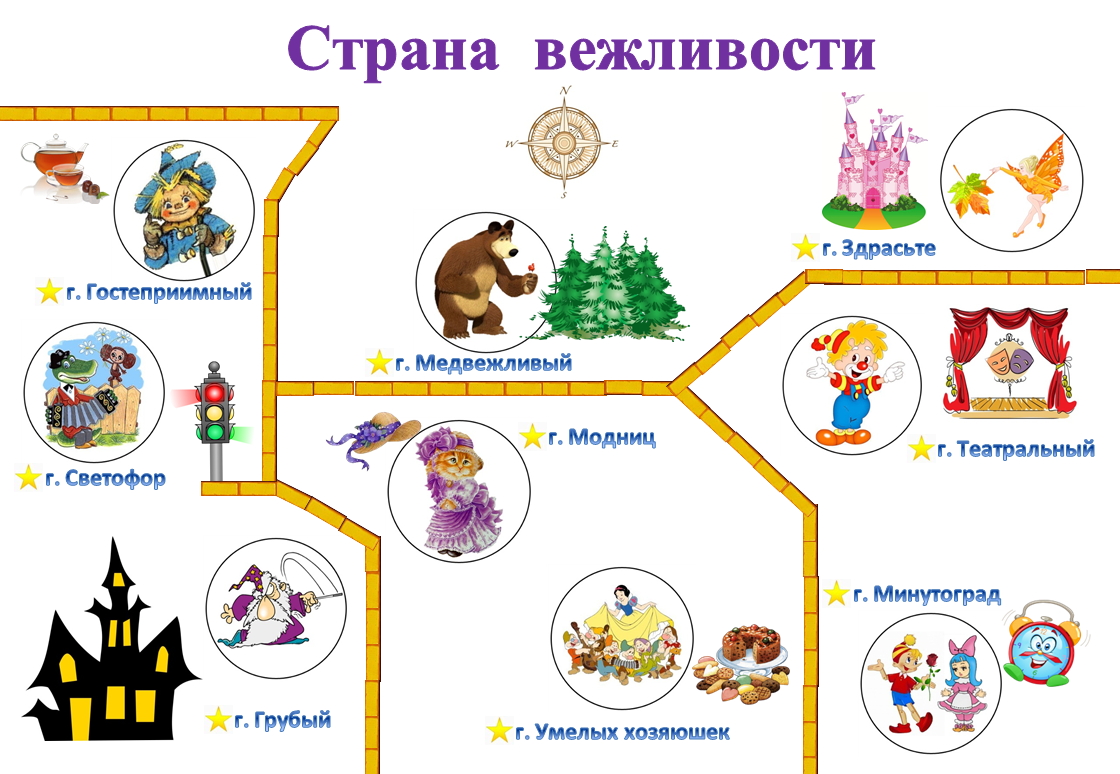 Страна вежливости
N
W E
S
г. Здрасьте
г. Гостеприимный
г. Медвежливый
г. Модниц
г. Театральный
г. Светофор
г. Минутоград
г. Грубый
г. Умелых хозяюшек